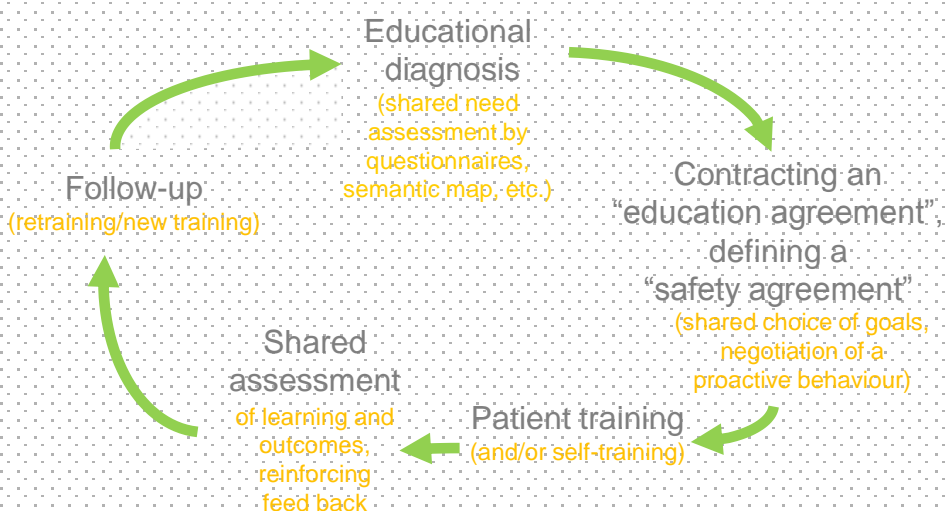 Educational
diagnosis
(shared need
assessment by
questionnaires,
semantic map, etc.)
Contracting an
“education agreement”,
defining a
“safety agreement”
(shared choice of goals,
negotiation of a
proactive behaviour)
Patient training
(and/or self-training)
Shared
assessment
of learning and
outcomes,
reinforcing
feed back
Follow-up
(retraining/new training)